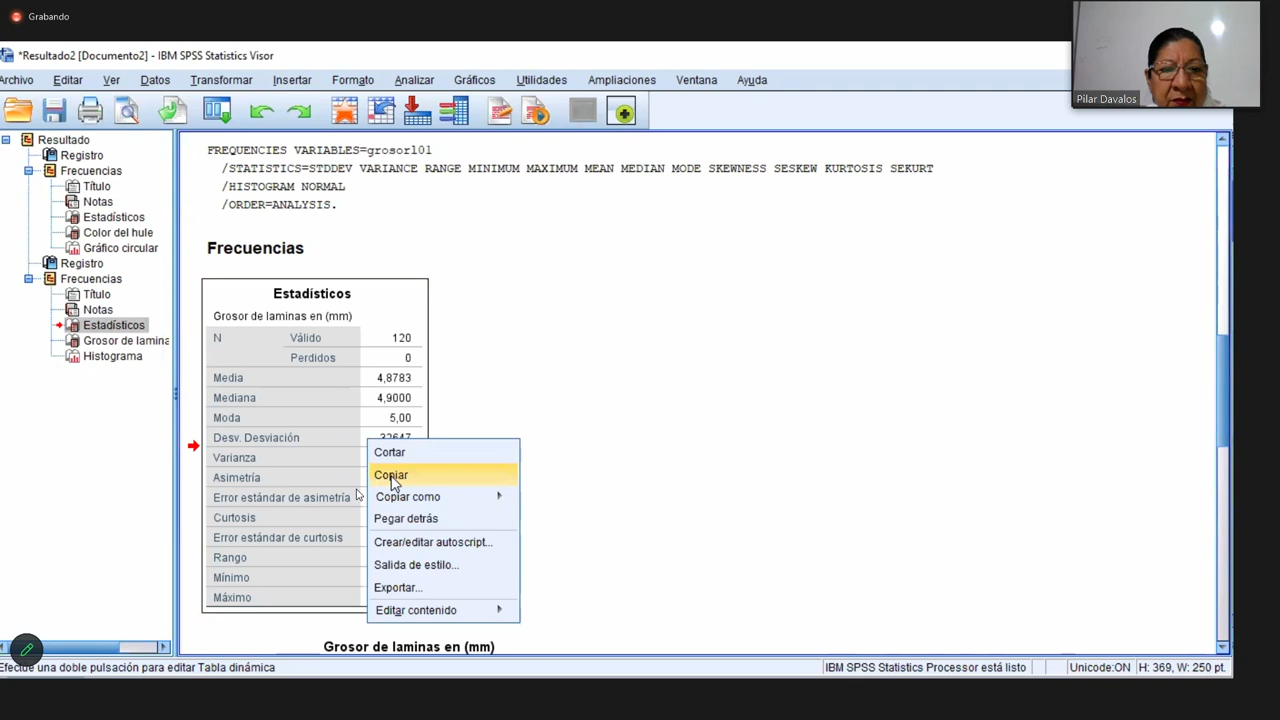 Grabando
*Resultado2 [Documento2] - IBM SPSS Statistics Visor
Archivo Editar Ver Datos Transformar Insertar Formato Analizar Gráficos Utilidades Ampliaciones Ventana Ayuda
Pilar Davalos
Resultado
Registro
Frecuencias
Título
Notas
Estadísticos
Color del hule
Gráfico circular
Registro
Frecuencias
Título
Notas
Estadísticos
Grosor de lamina
Histograma
FREQUENCIES VARIABLES=grosor101
/STATISTICS=STDDEV VARIANCE RANGE MINIMUM MAXIMUM MEAN MEDIAN MODE SKEWNESS SESKEW KURTOSIS SEKURT
/HISTOGRAM NORMAL
/ORDER=ANALYSIS.
Frecuencias
Estadísticos
Grosor de laminas en (mm)
N Válido 120
Perdidos 0
Media 4,8783
Mediana 4,9000
Moda 5,00
Desv. Desviación ,32647
Varianza
Asimetría
Error estándar de asimetría
Curtosis
Error estándar de curtosis
Rango
Mínimo
Máximo
Cortar
Copiar
Copiar como
Pegar detrás
Crear/editar autoscript...
Salida de estilo...
Exportar...
Editar contenido
Grosor de laminas en (mm)
Efectúe una doble pulsación para editar Tabla dinámica
IBM SPSS Statistics Processor está listo
Unicode:ON
H: 369, W: 250 pt.